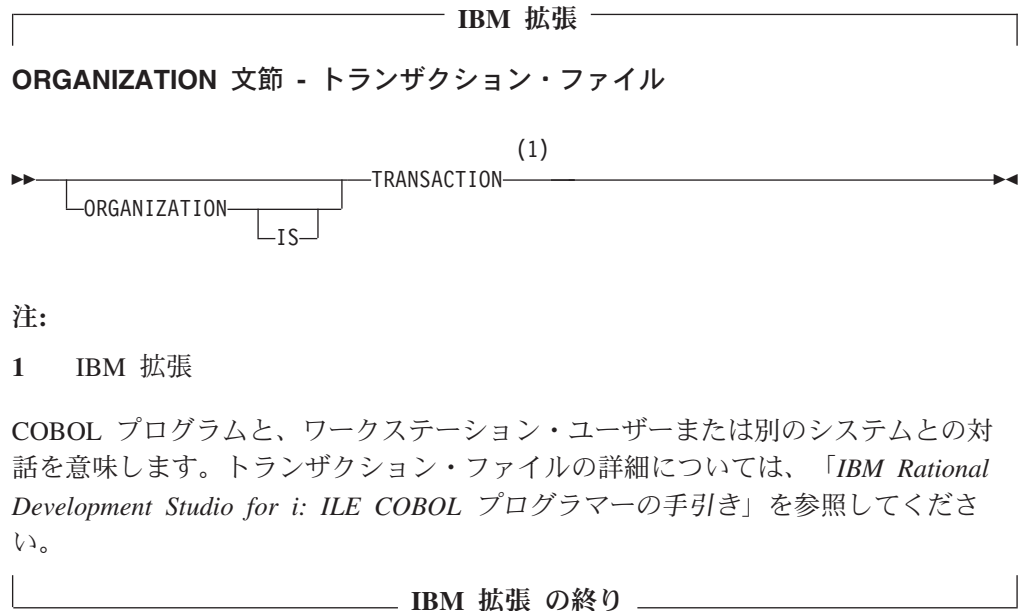 IBM 拡張
ORGANIZATION 文節 - トランザクション・ファイル
(1)
TRANSACTION
ORGANIZATION
IS
注:
1 IBM 拡張
COBOL プログラムと、ワークステーション・ユーザーまたは別のシステムとの対
話を意味します。トランザクション・ファイルの詳細については、「IBM Rational
Development Studio for i: ILE COBOL プログラマーの手引き」を参照してくださ
い。
IBM 拡張 の終り